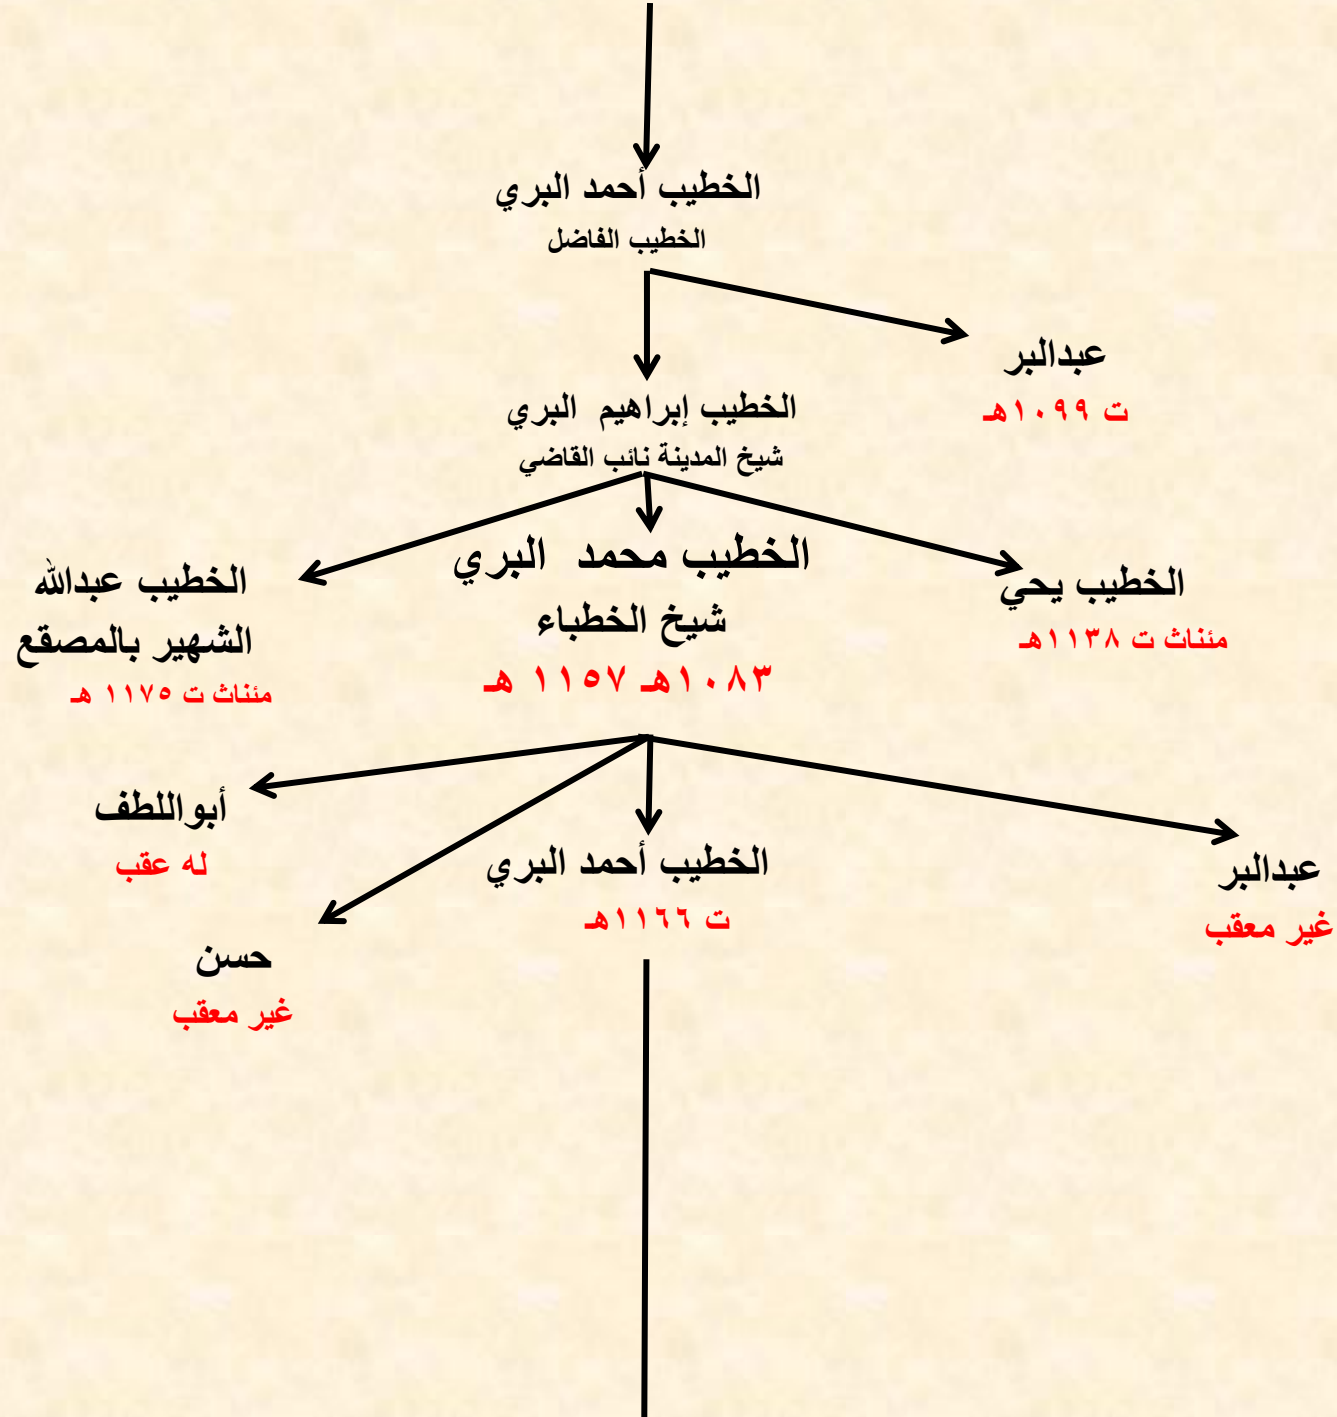 الخطيب أحمد البري
الخطيب الفاضل
عبدالبر
ت ١٠٩٩هـ
الخطيب إبراهيم البري
شيخ المدينة نائب القاضي
الخطيب يحي
مئناث ت ١١٣٨هـ
الخطيب محمد البري
شيخ الخطباء
١٠٨٣هـ ١١٥٧ هـ
الخطيب عبدالله
الشهير بالمصقع
مئناث ت ١١٧٥ هـ
عبدالبر
غير معقب
الخطيب أحمد البري
ت ١١٦٦هـ
أبواللطف
له عقب
حسن
غير معقب